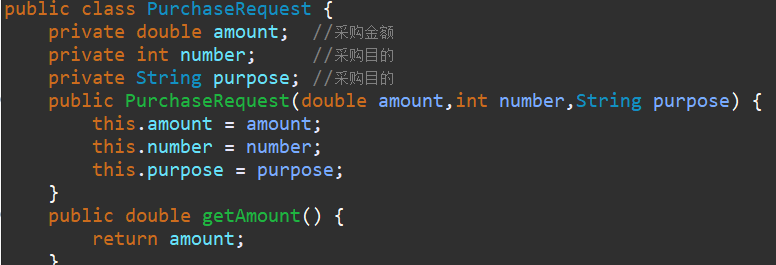 public class PurchaseRequest {
private double amount; //采购金额
private int number; //采购目的
private String purpose; //采购目的
public PurchaseRequest(double amount,int number,String purpose) {
this.amount = amount;
this.number = number;
this.purpose = purpose;
}
public double getAmount() {
return amount;
}